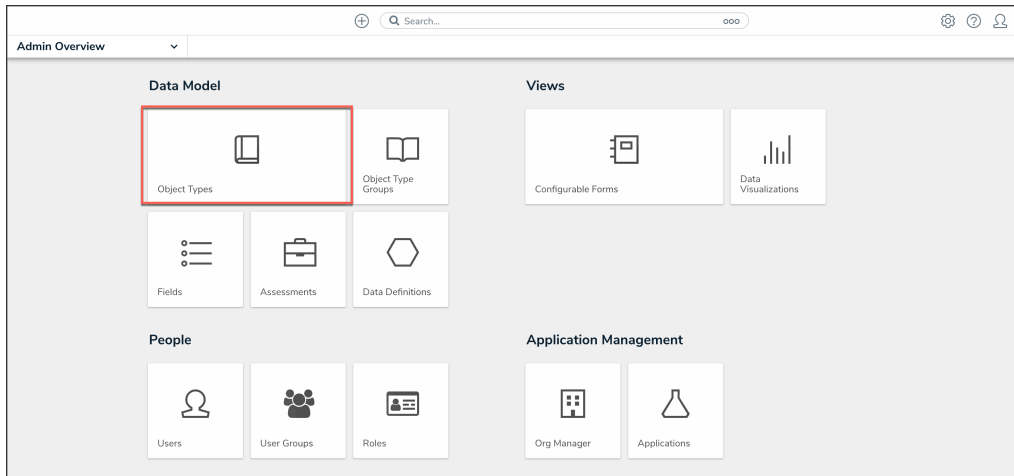 Search...
Admin Overview
Data Model
Views
Object Types
Object Type
Groups
Configurable Forms
Data
Visualizations
Fields
Assessments
Data Definitions
People
Application Management
Users
User Groups
Roles
Org Manager
Applications